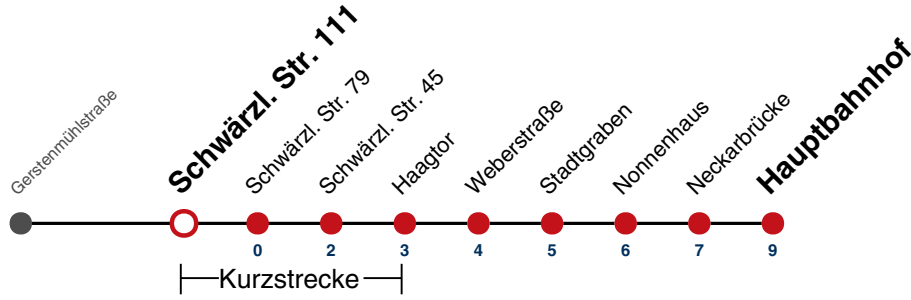 Gerstenmühlstraße
Schwärzl. Str. 111
Schwärzl. Str. 79
Schwärzl. Str. 45
Haagtor
Weberstraße
Stadtgraben
Nonnenhaus
Neckarbrücke
Hauptbahnhof
0 2 3 4 5 6 7 9
Kurzstrecke